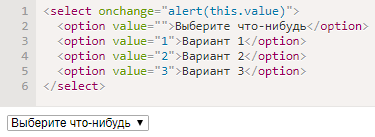 1 <select onchange="alert(this.value)">
2   <option value="">Выберите что-нибудь</option>
3   <option value="1">Вариант 1</option>
4   <option value="2">Вариант 2</option>
5   <option value="3">Вариант 3</option>
6 </select>
Выберите что-нибудь ▼